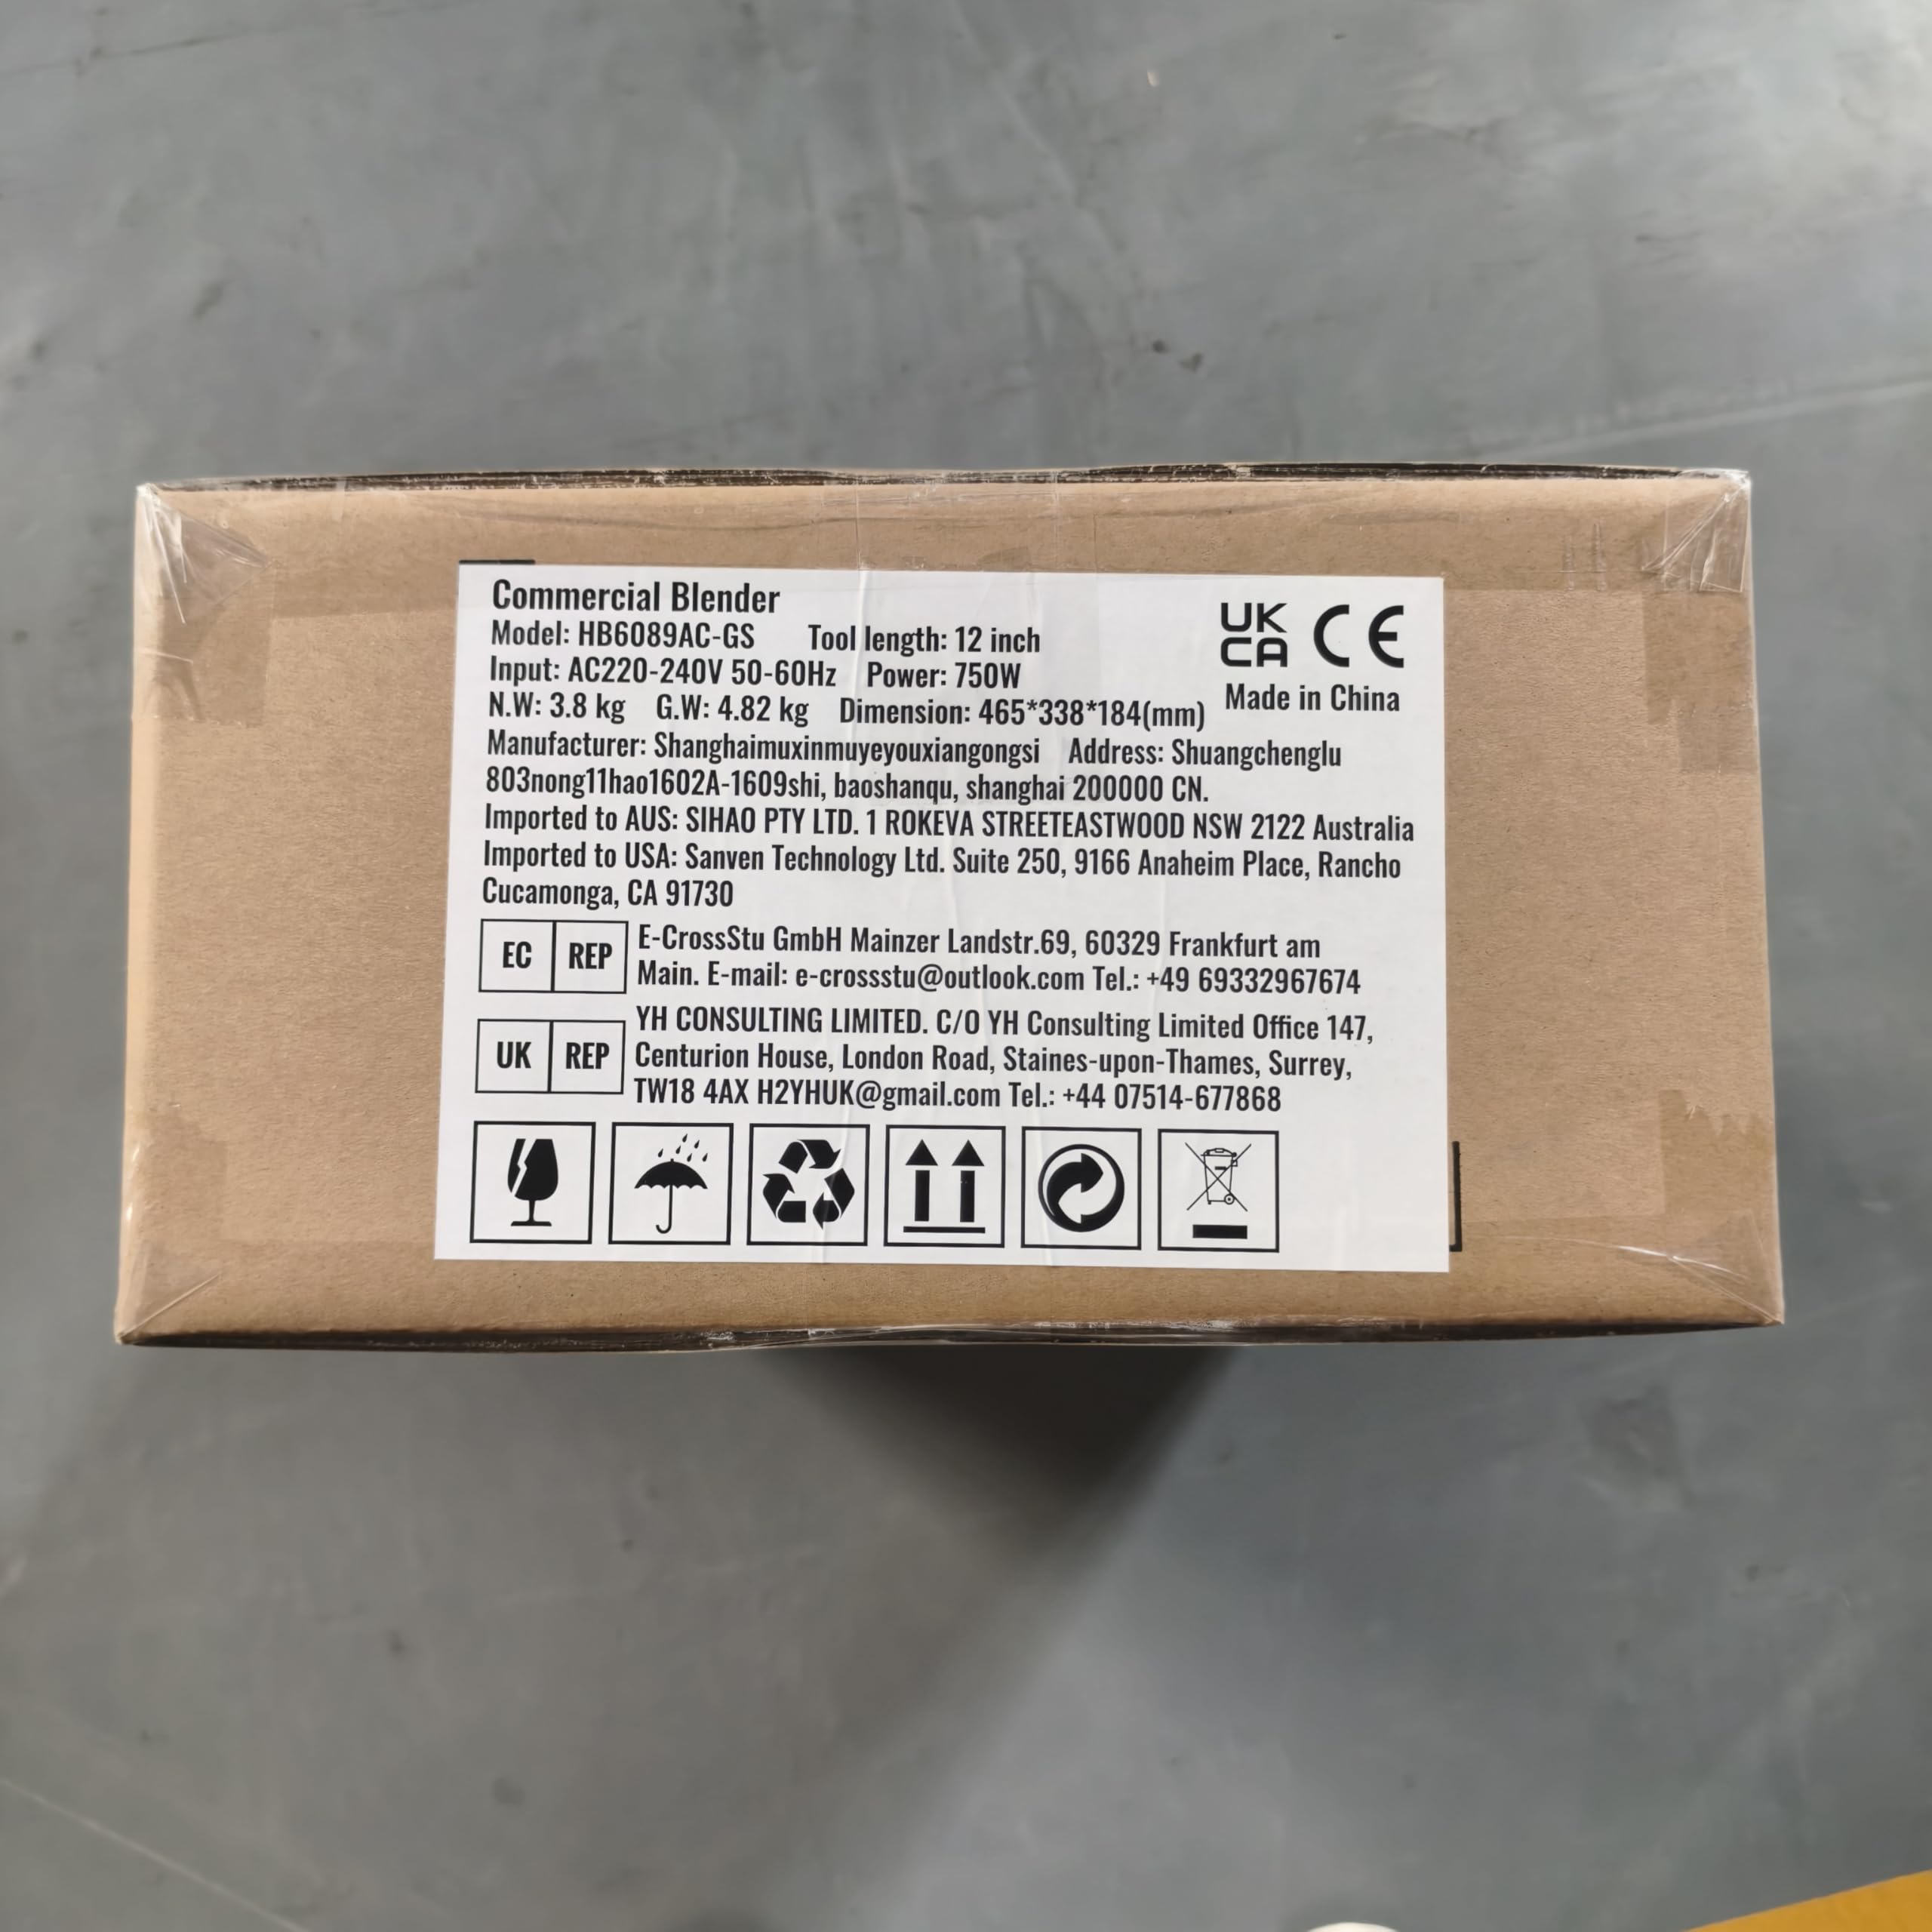 Commercial Blender
Model: HB6089AC-GS Tool length: 12 inch
Input: AC220-240V 50-60Hz Power: 750W
N.W: 3.8 kg G.W: 4.82 kg Dimension: 465*338*184(mm)
UK
CA CE
Made in China
Manufacturer: Shanghaimuxinmuyeyouxiangongsi Address: Shuangchenglu
803nong11hao1602A-1609shi, baoshanqu, shanghai 200000 CN.
Imported to AUS: SIHAO PTY LTD. 1 ROKEVA STREETEASTWOOD NSW 2122 Australia
Imported to USA: Sanven Technology Ltd. Suite 250, 9166 Anaheim Place, Rancho
Cucamonga, CA 91730
EC REP
E-CrossStu GmbH Mainzer Landstr.69, 60329 Frankfurt am
Main. E-mail: e-crossstu@outlook.com Tel.: +49 69332967674
UK REP
YH CONSULTING LIMITED. C/O YH Consulting Limited Office 147,
Centurion House, London Road, Staines-upon-Thames, Surrey,
TW18 4AX H2YHUK@gmail.com Tel.: +44 07514-677868